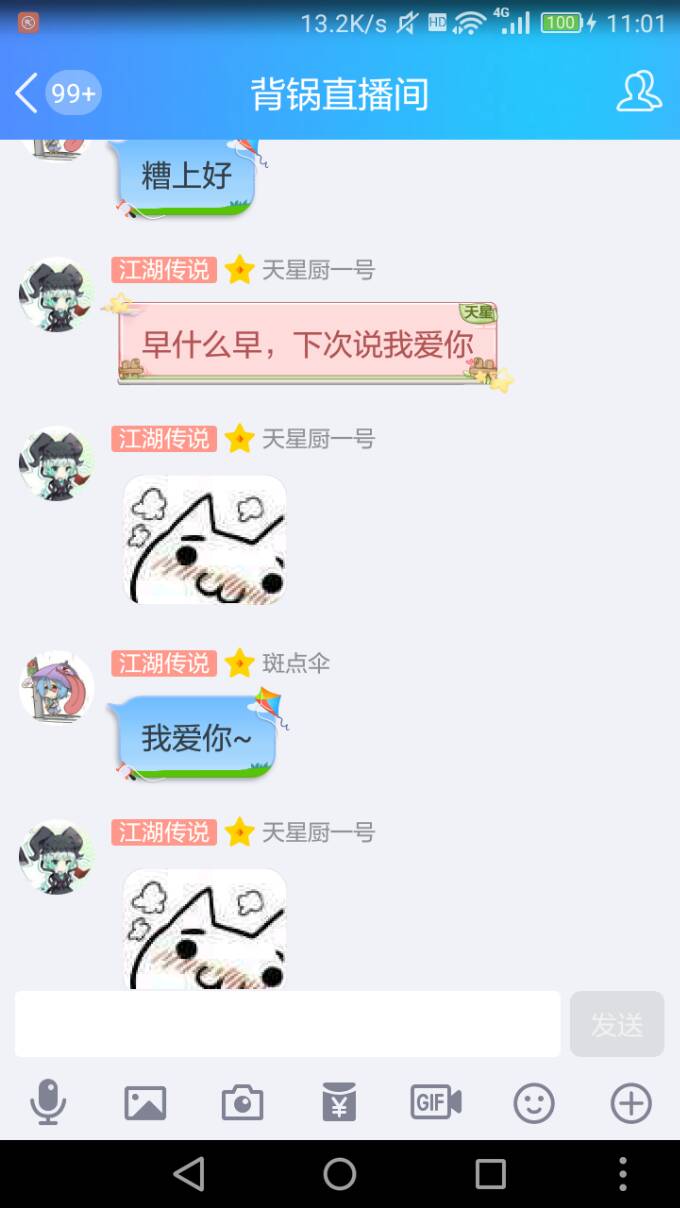 13.2K/s HD 4G 100 11:01
99+ 背锅直播间
糟上好
江湖传说 天星厨一号
天星
早什么早，下次说我爱你
江湖传说 天星厨一号
江湖传说 斑点伞
我爱你~
江湖传说 天星厨一号
发送
¥ GIF